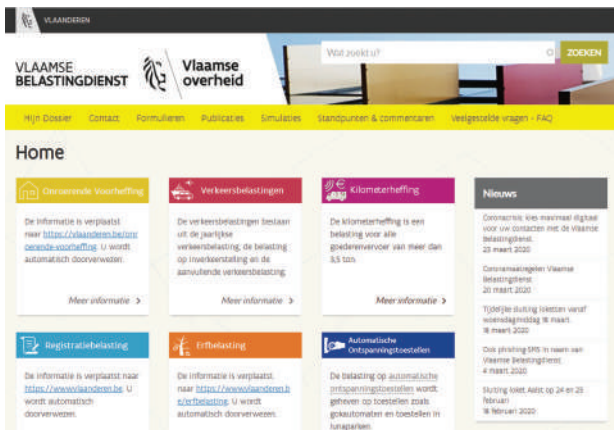 VLAANDEREN
VLAAMSE
BELASTINGDIENST
Vlaamse
overheid
Wat zoekt u?
ZOEKEN
Mijn Dossier Contact Formulieren Publicaties Simulaties Standpunten & commentaren Veelgestelde vragen - FAQ
Home
Onroerende Voorheffing
De informatie is verplaatst
naar https://vlaanderen.be/onr
oerende-voorheffing. U wordt
automatisch doorverwezen.
Meer informatie >
Verkeersbelastingen
De verkeersbelastingen bestaan
uit de jaarlijkse
verkeersbelasting, de belasting
op inverkeerstelling en de
aanvullende verkeersbelasting.
Meer informatie >
Kilometerheffing
De kilometerheffing is een
belasting voor alle
goederenvervoer van meer dan
3,5 ton.
Meer informatie >
Registratiebelasting
De informatie is verplaatst naar
https://www.vlaanderen.be. U
wordt automatisch
doorverwezen.
Erfbelasting
De informatie is verplaatst
naar https://www.vlaanderen.b
e/erfbelasting. U wordt
automatisch doorverwezen.
Automatische
Ontspanningstoestellen
De belasting op automatische
ontspanningstoestellen wordt
geheven op toestellen zoals
gokautomaten en toestellen in
lunaparken.
Nieuws
Coronacrisis: kies maximaal digitaal
voor uw contacten met de Vlaamse
Belastingdienst
23 maart 2020
Coronamaatregelen Vlaamse
Belastingdienst
20 maart 2020
Tijdelijke sluiting loketten vanaf
woensdagmiddag 18 maart
18 maart 2020
Ook phishing-SMS in naam van
Vlaamse Belastingdienst
4 maart 2020
Sluiting loket Aalst op 24 en 25
februari
18 februari 2020